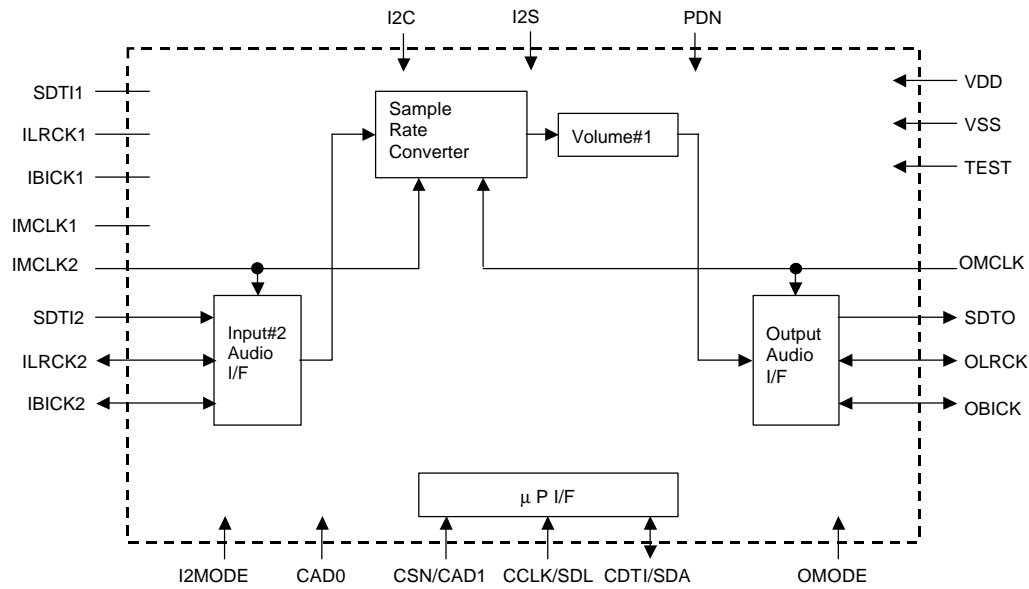 I2C
I2S
PDN
SDTI1
ILRCK1
IBICK1
IMCLK1
IMCLK2
SDTI2
ILRCK2
IBICK2
Sample
Rate
Converter
Volume#1
VDD
VSS
TEST
OMCLK
SDTO
OLRCK
OBICK
Input#2
Audio
I/F
Output
Audio
I/F
μ P I/F
I2MODE
CAD0
CSN/CAD1
CCLK/SDL
CDTI/SDA
OMODE